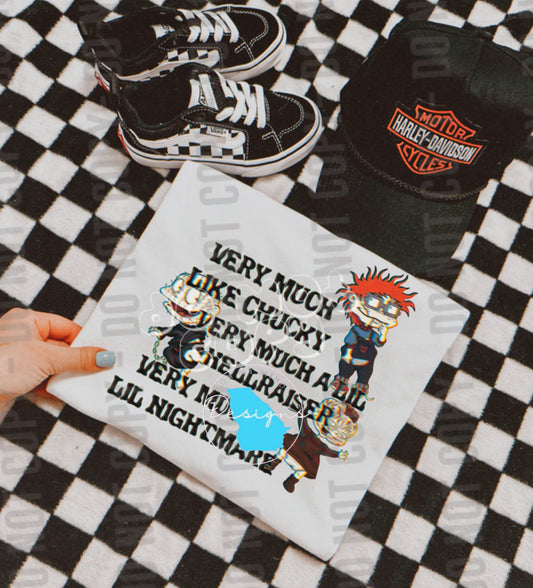 VANS
MOTOR
HARLEY-DAVIDSON
CYCLES
VERY MUCH
LIKE CHUCKY
VERY MUCH A LIL
HELLRAISER
VERY M
LIL NIGHTMARE
Designs
DO NOT COPY